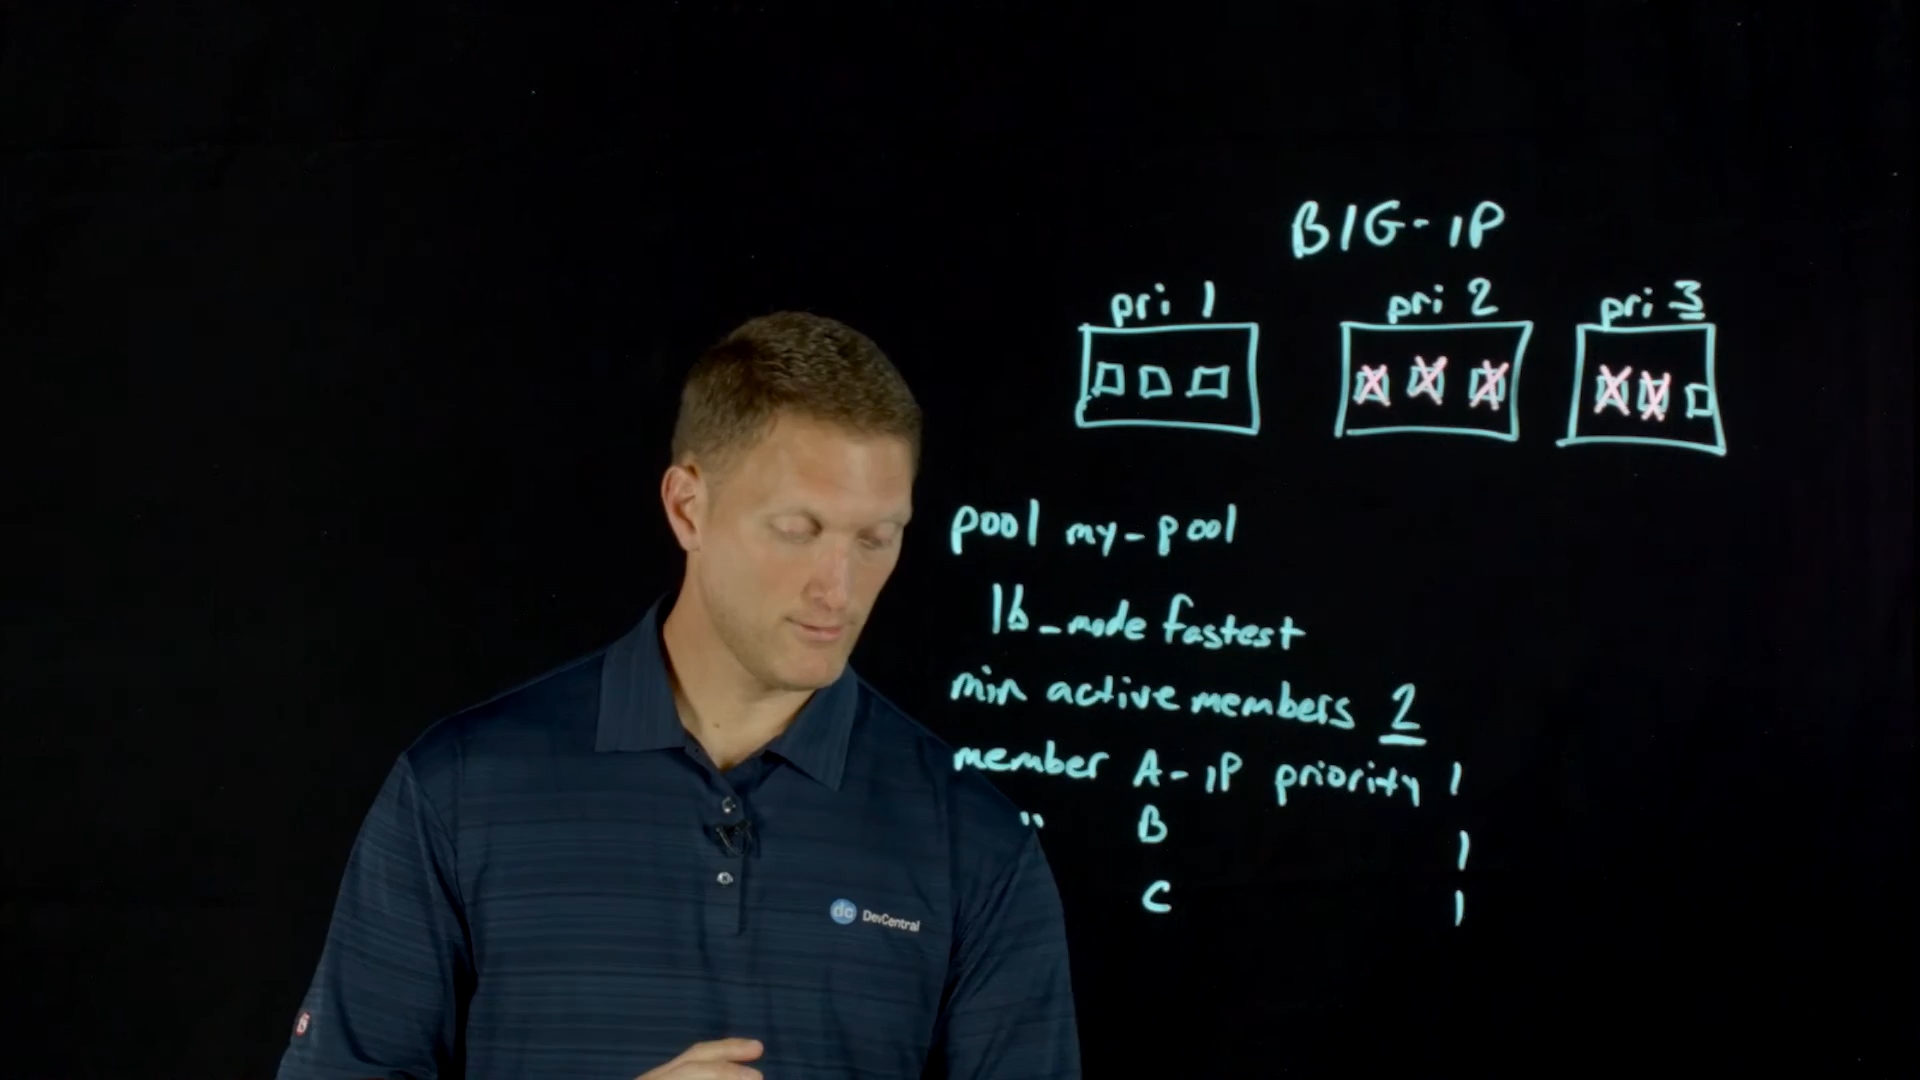 BIG-IP
pri 1 pri 2 pri 3
pool my-pool
lb_mode fastest
min active members 2
member A-IP priority 1
" B 1
C 1
dc DevCentral